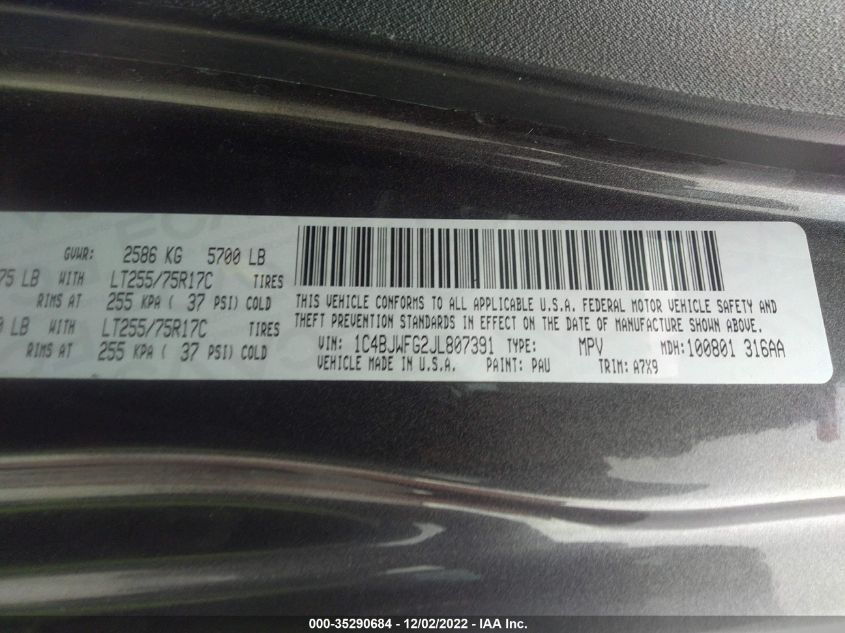 GVWR: 2586 KG 5700 LB
75 LB WITH LT255/75R17C TIRES
RIMS AT 255 KPA ( 37 PSI) COLD
0 LB WITH LT255/75R17C TIRES
RIMS AT 255 KPA ( 37 PSI) COLD
THIS VEHICLE CONFORMS TO ALL APPLICABLE U.S.A. FEDERAL MOTOR VEHICLE SAFETY AND
THEFT PREVENTION STANDARDS IN EFFECT ON THE DATE OF MANUFACTURE SHOWN ABOVE.
VIN: 1C4BJWFG2JL807391 TYPE: MPV MDH:100801 316AA
VEHICLE MADE IN U.S.A. PAINT: PAU TRIM: A7X9
000-35290684 - 12/02/2022 - IAA Inc.